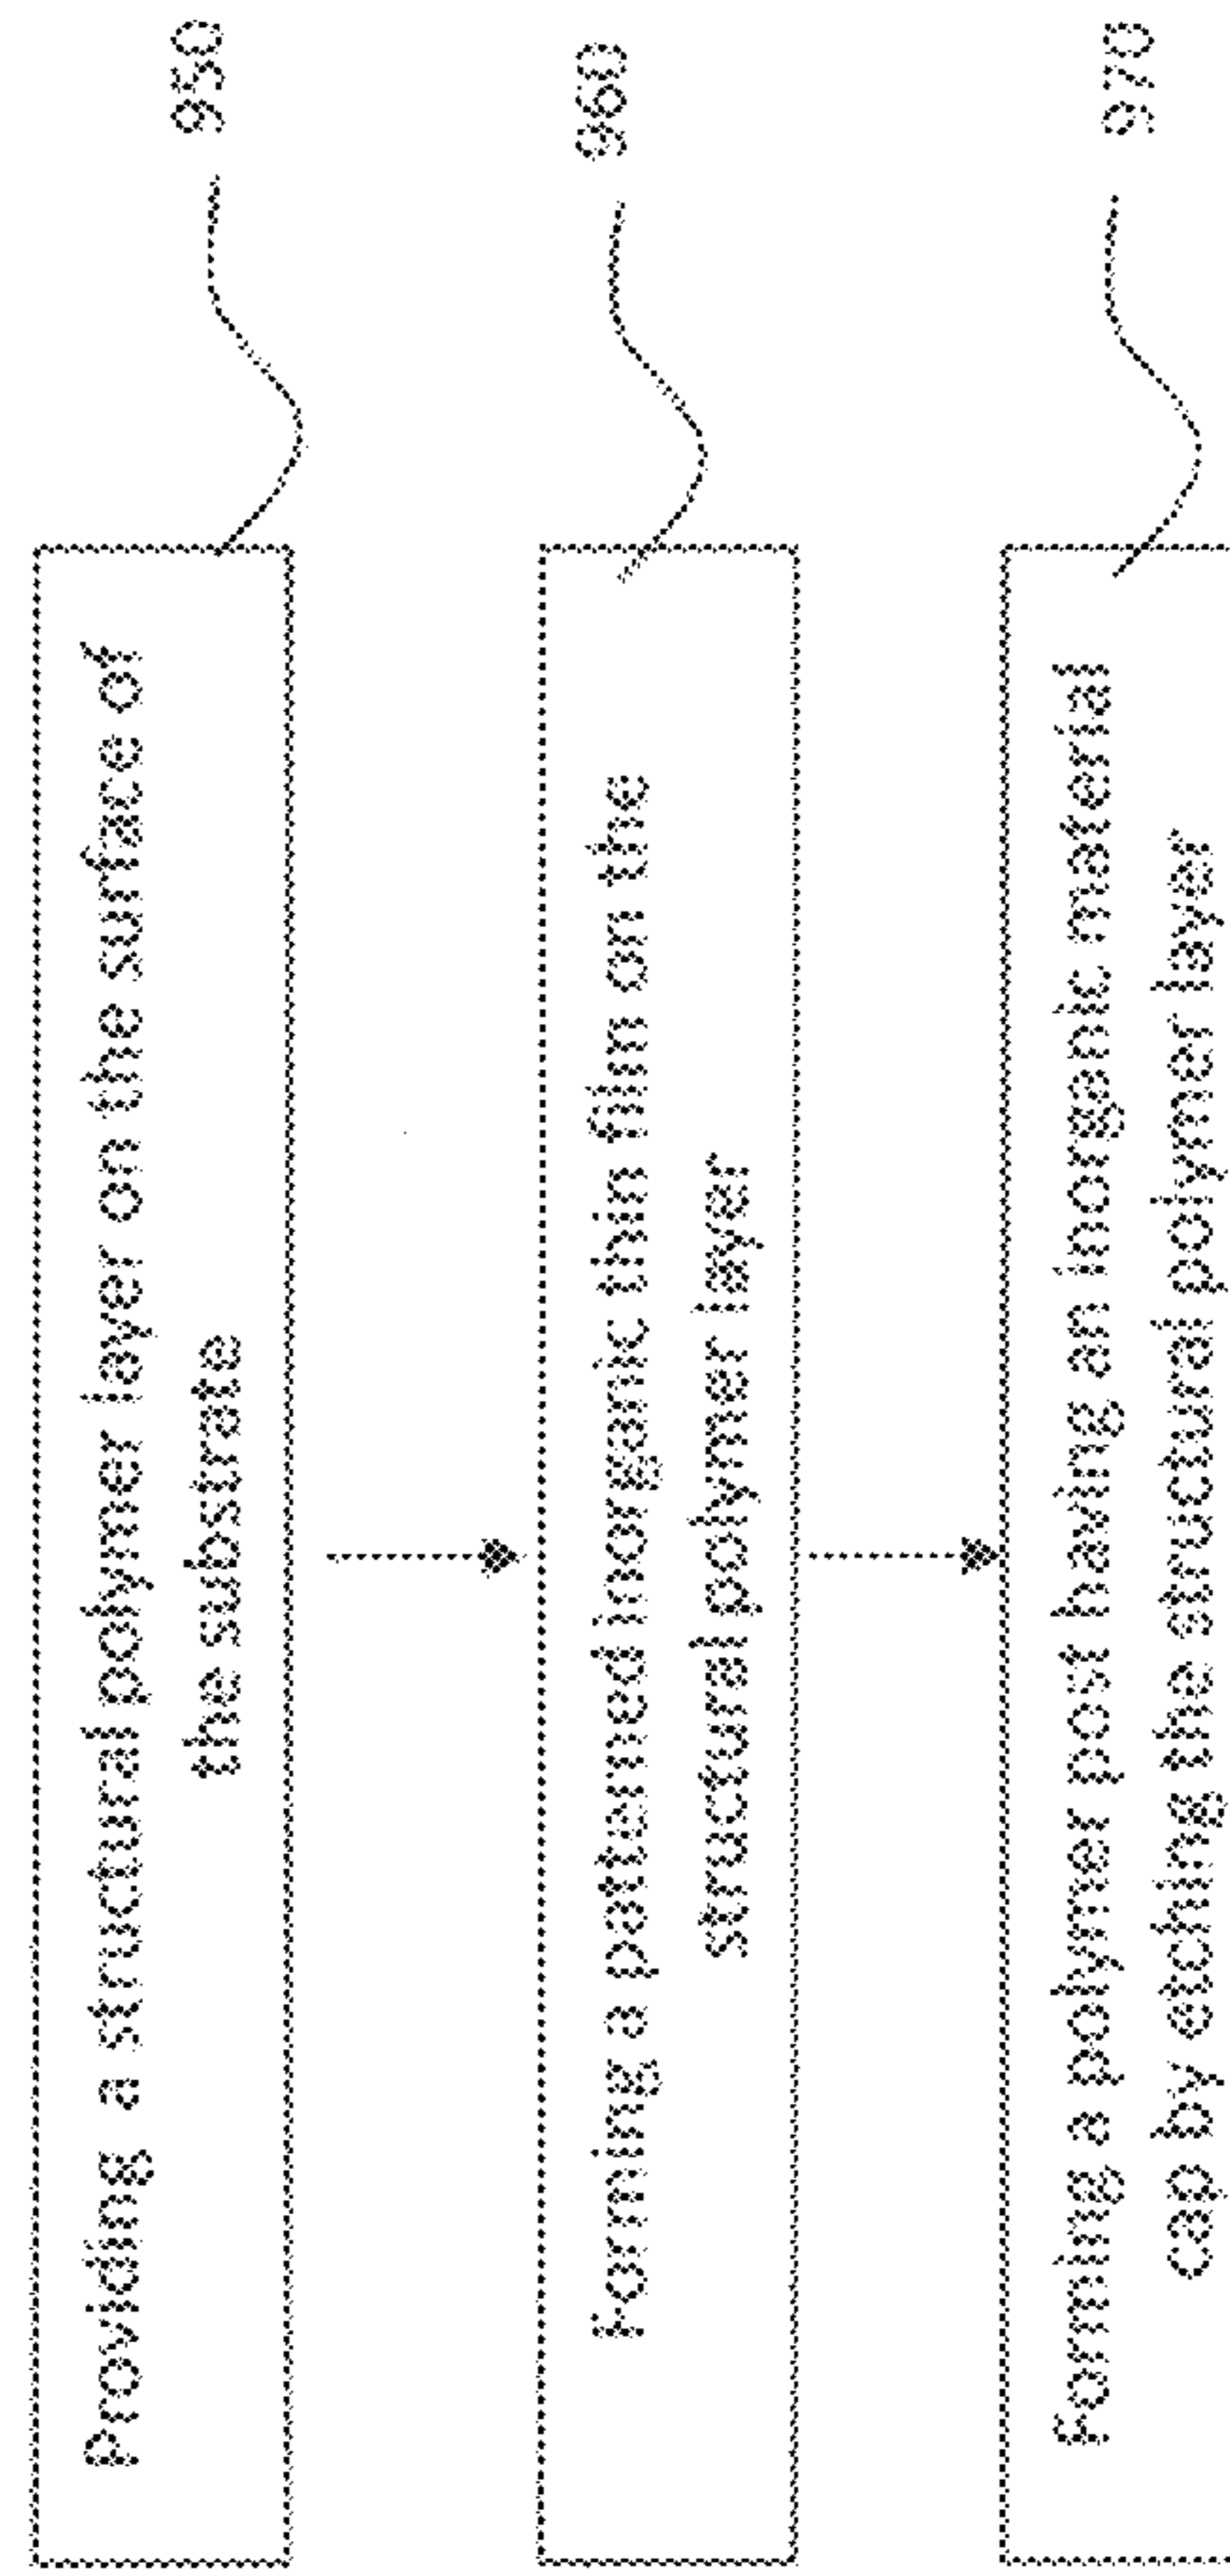 Providing a structural polymer layer on the surface of
the substrate
950
Forming a patterned inorganic thin film on the
structural polymer layer
960
Forming a polymer post having an inorganic material
cap by etching the structural polymer layer
970